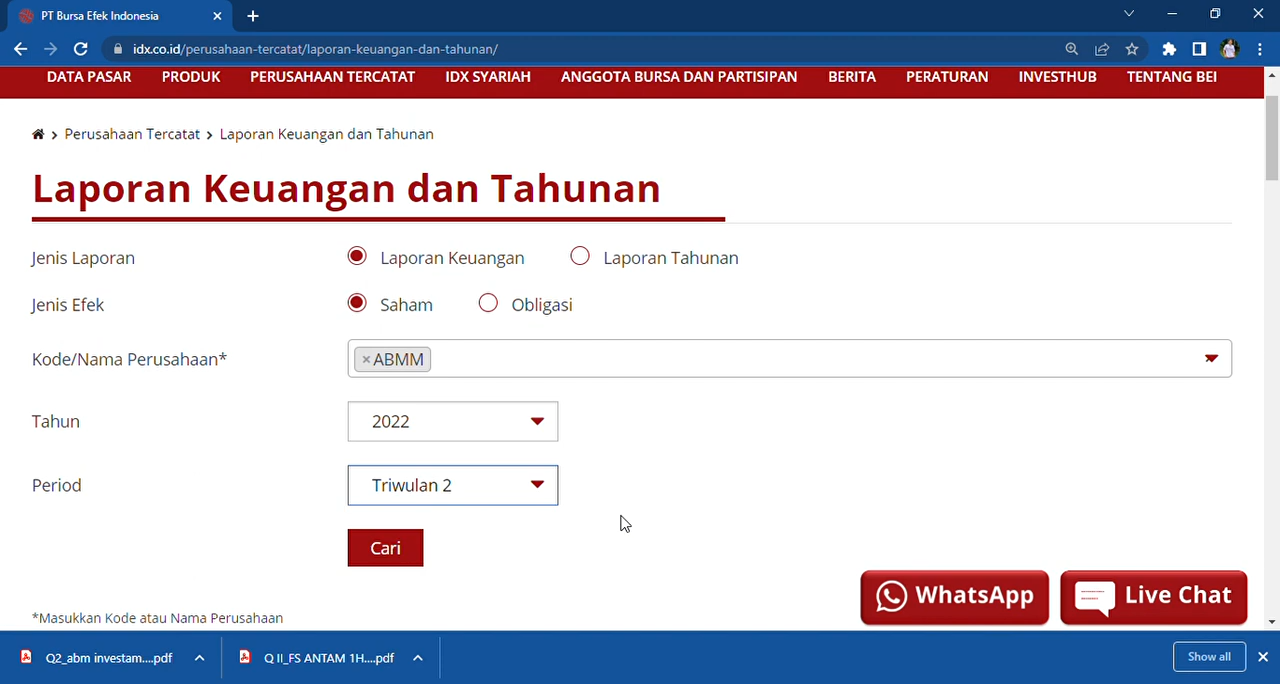 PT Bursa Efek Indonesia
idx.co.id/perusahaan-tercatat/laporan-keuangan-dan-tahunan/
DATA PASAR PRODUK PERUSAHAAN TERCATAT IDX SYARIAH ANGGOTA BURSA DAN PARTISIPAN BERITA PERATURAN INVESTHUB TENTANG BEI
Perusahaan Tercatat > Laporan Keuangan dan Tahunan
Laporan Keuangan dan Tahunan
Jenis Laporan Laporan Keuangan Laporan Tahunan
Jenis Efek Saham Obligasi
Kode/Nama Perusahaan* ×ABMM
Tahun 2022
Period Triwulan 2
Cari
WhatsApp Live Chat
*Masukkan Kode atau Nama Perusahaan
Q2_abm investam....pdf Q II_FS ANTAM 1H....pdf Show all